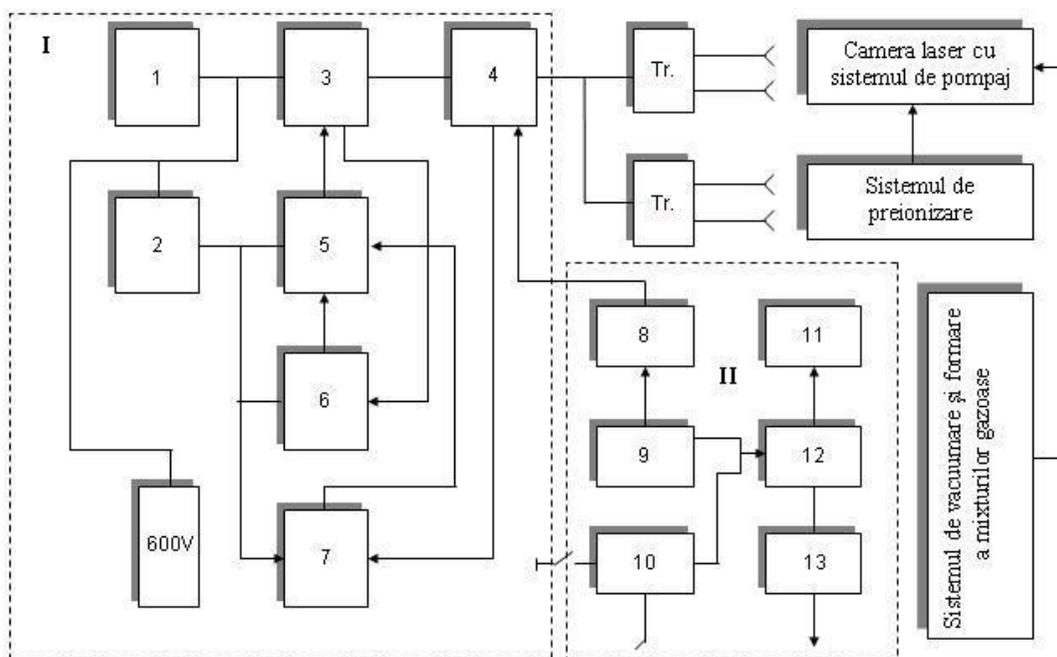 I
1
3
4
Tr.
Camera laser cu
sistemul de pompaj
2
5
Tr.
Sistemul de
preionizare
6
8
11
II
9
12
600V
7
10
13
Sistemul de vacuumare şi formare
a mixturilor gazoase